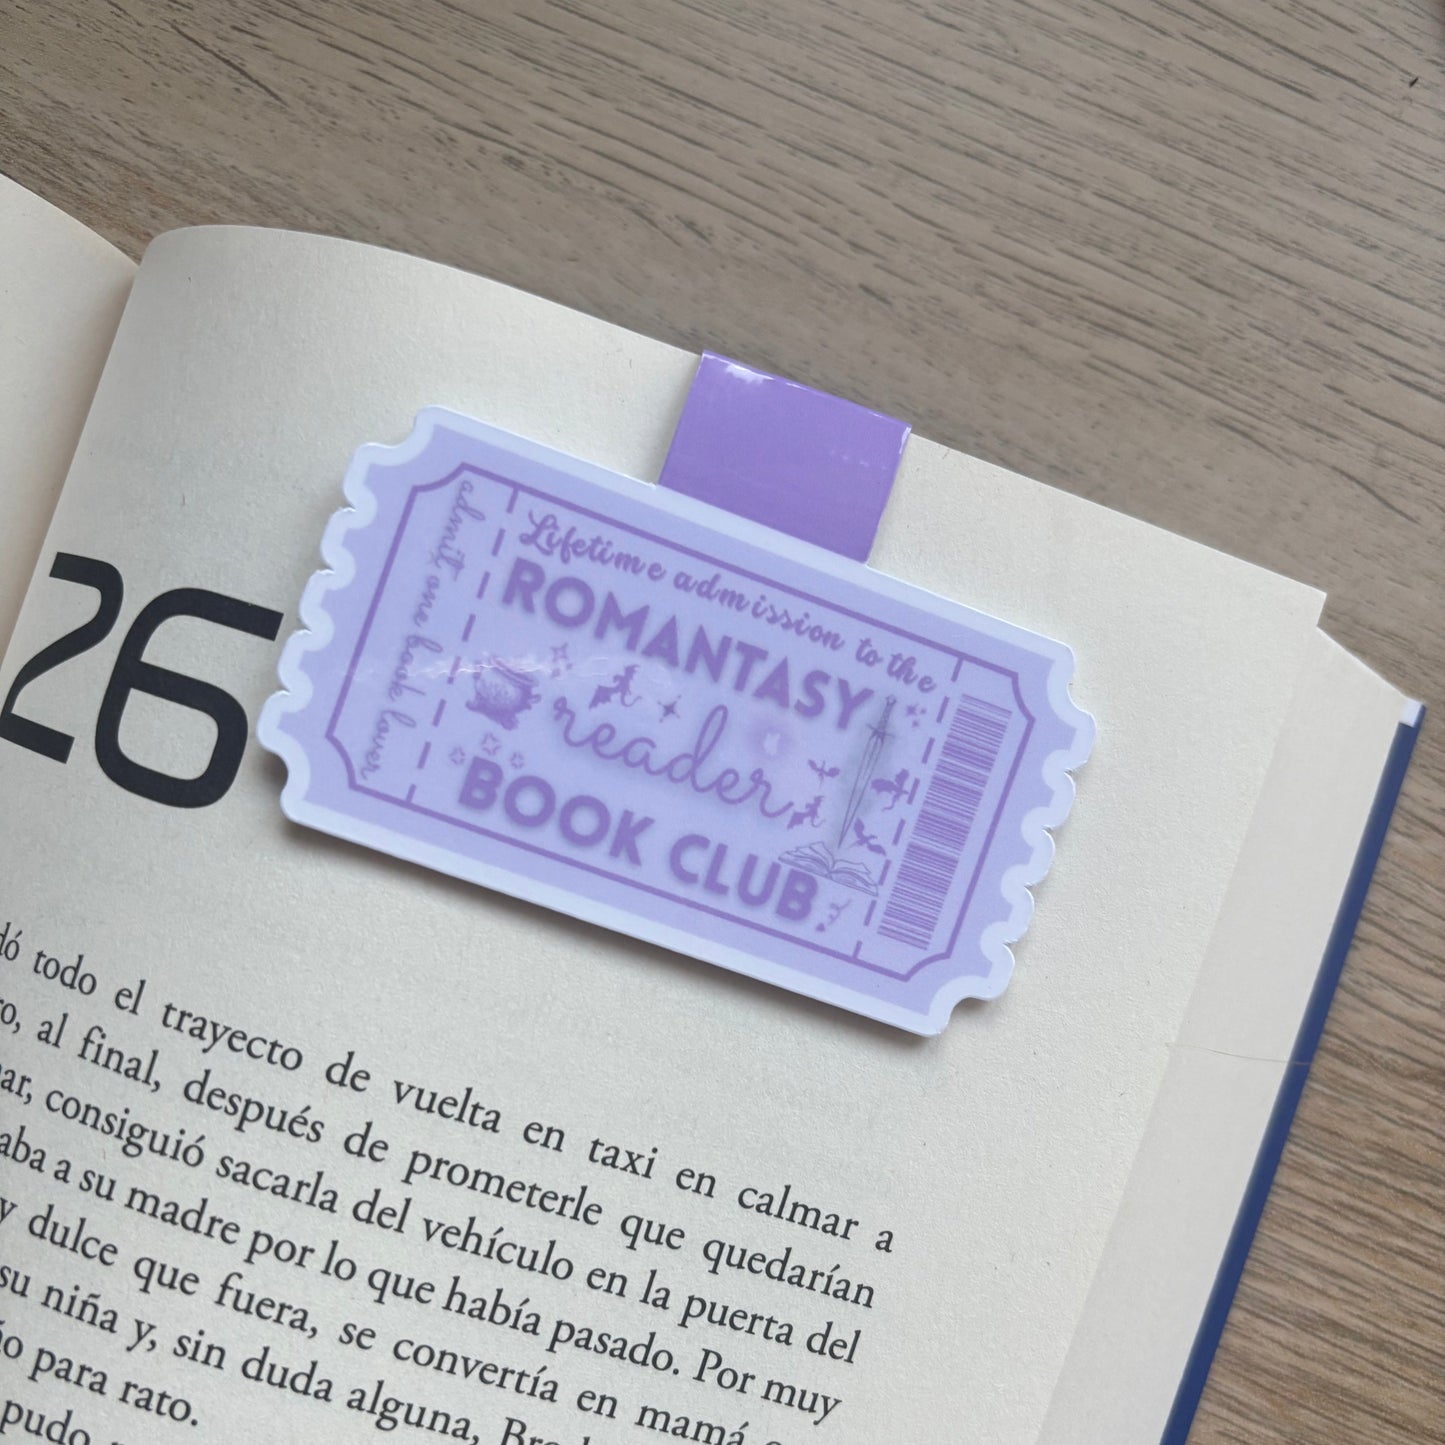 Lifetime admission to the
ROMANTASY
reader
BOOK CLUB
admit one book lover
26
todo el trayecto de vuelta en taxi en calmar a
al final, después de prometerle que quedarían
consiguió sacarla del vehículo en la puerta del
a su madre por lo que había pasado. Por muy
y dulce que fuera, se convertía en mamá
su niña y, sin duda alguna,
para rato.
pudo